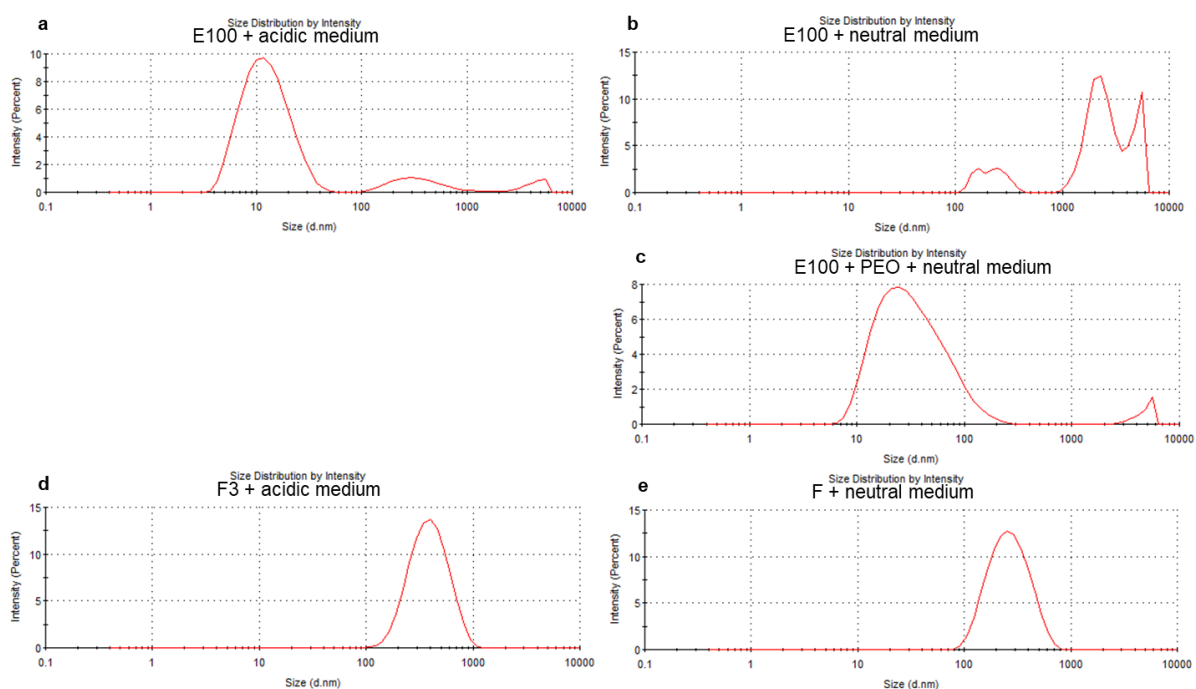 a
Size Distribution by Intensity
E100 + acidic medium
Intensity (Percent)
10
8
6
4
2
0
0.1 1 10 100 1000 10000
Size (d.nm)
b
Size Distribution by Intensity
E100 + neutral medium
Intensity (Percent)
15
10
5
0
0.1 1 10 100 1000 10000
Size (d.nm)
c
Size Distribution by Intensity
E100 + PEO + neutral medium
Intensity (Percent)
8
6
4
2
0
0.1 1 10 100 1000 10000
Size (d.nm)
d
Size Distribution by Intensity
F3 + acidic medium
Intensity (Percent)
15
10
5
0
0.1 1 10 100 1000 10000
Size (d.nm)
e
Size Distribution by Intensity
F + neutral medium
Intensity (Percent)
15
10
5
0
0.1 1 10 100 1000 10000
Size (d.nm)